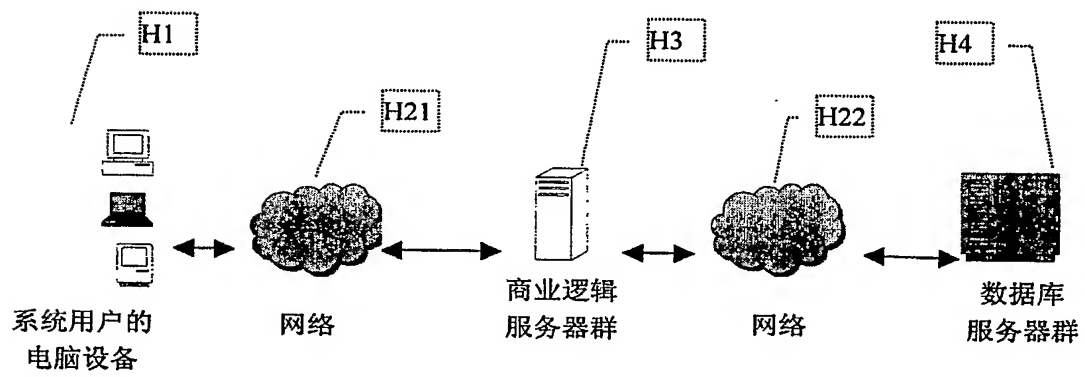 H1
H3
H4
H21
H22
系统用户的
电脑设备
网络
商业逻辑
服务器群
网络
数据库
服务器群